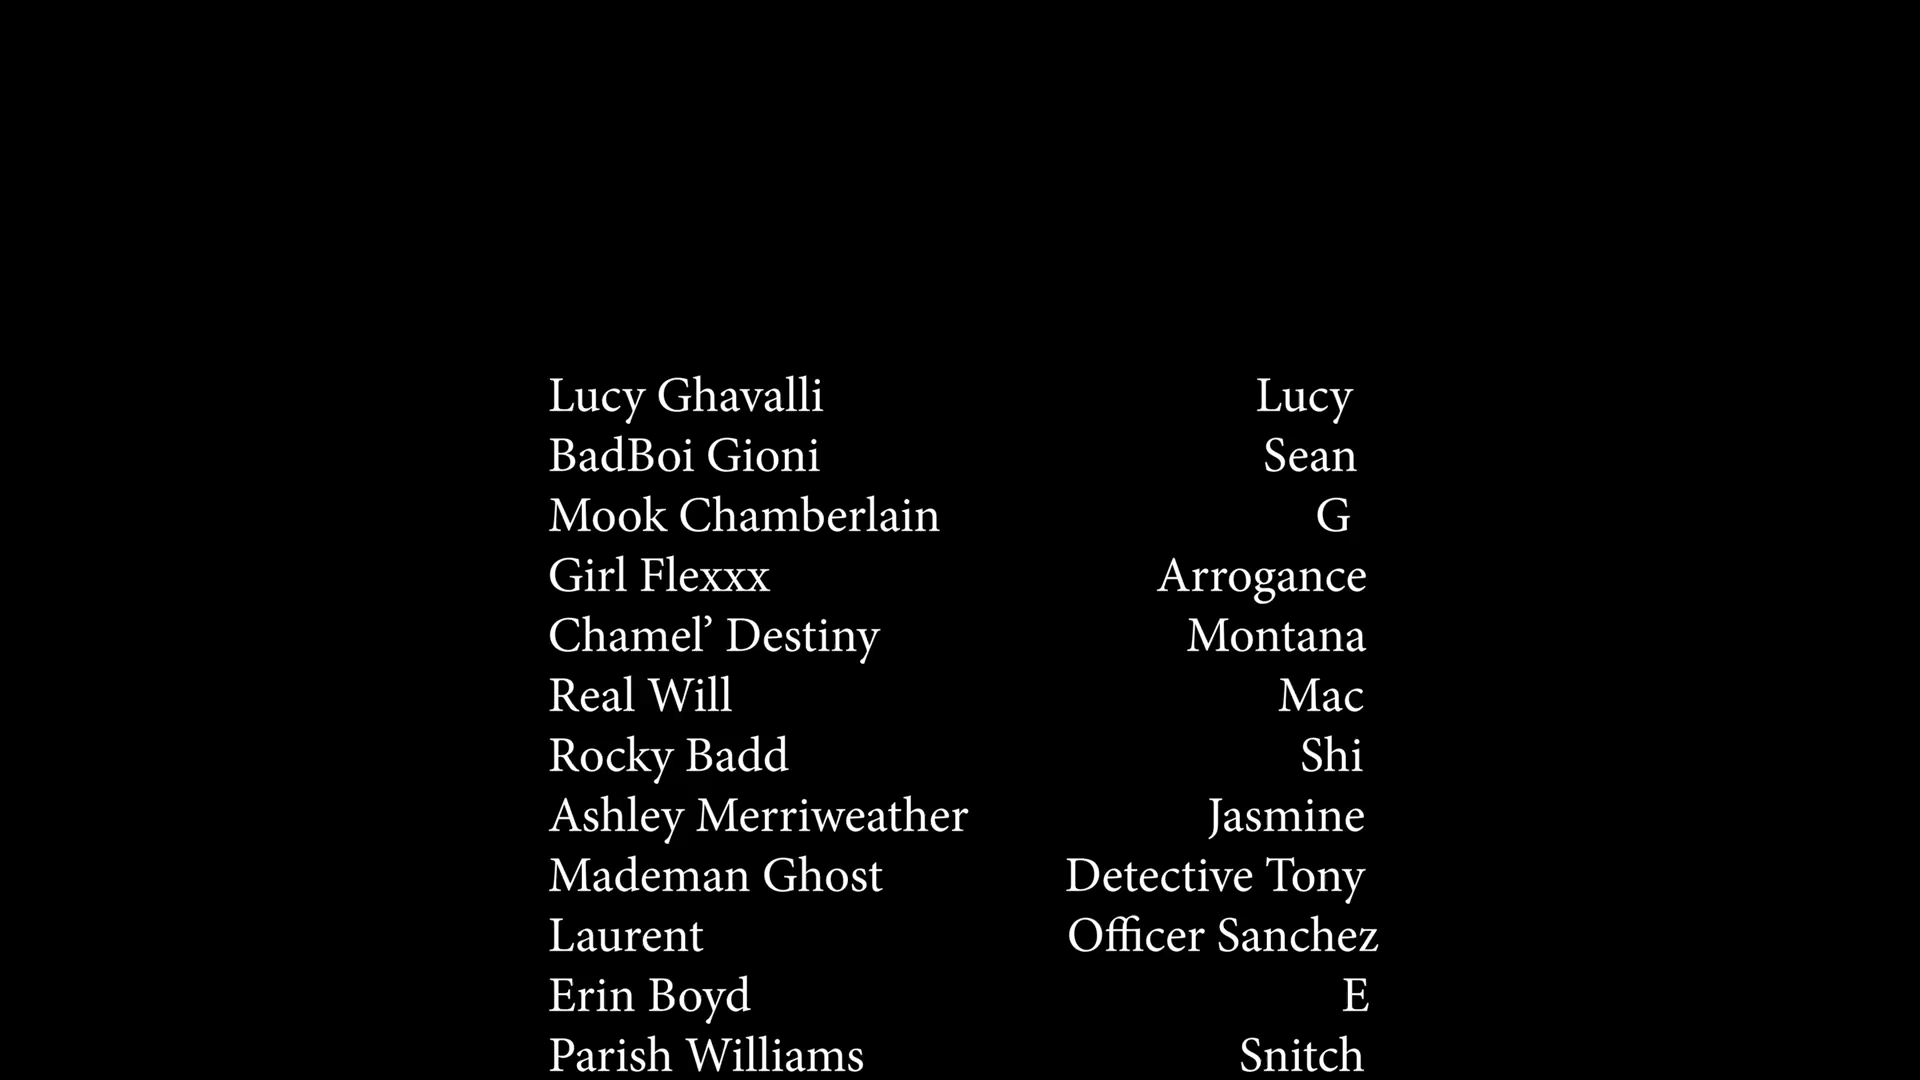 Lucy Ghavalli Lucy
BadBoi Gioni Sean
Mook Chamberlain G
Girl Flexxx Arrogance
Chamel’ Destiny Montana
Real Will Mac
Rocky Badd Shi
Ashley Merriweather Jasmine
Mademan Ghost Detective Tony
Laurent Officer Sanchez
Erin Boyd E
Parish Williams Snitch